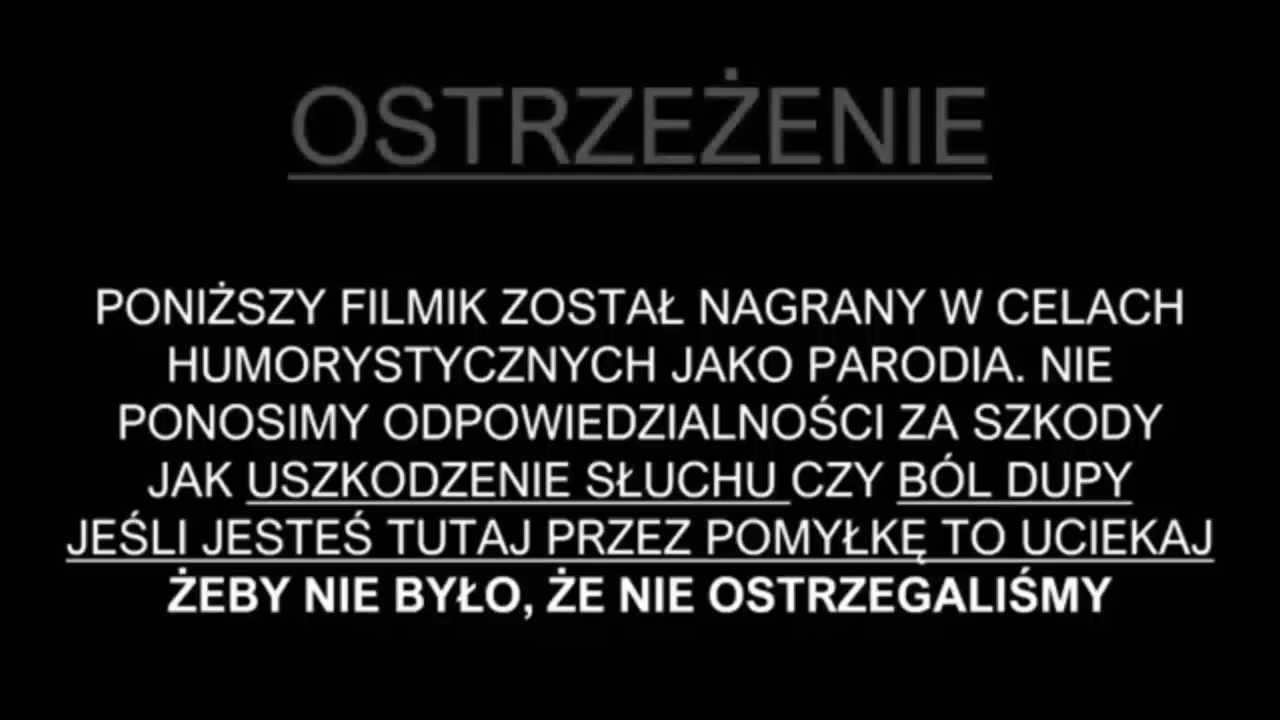 OSTRZEŻENIE
PONIŻSZY FILMIK ZOSTAŁ NAGRANY W CELACH
HUMORYSTYCZNYCH JAKO PARODIA. NIE
PONOSIMY ODPOWIEDZIALNOŚCI ZA SZKODY
JAK USZKODZENIE SŁUCHU CZY BÓL DUPY
JEŚLI JESTEŚ TUTAJ PRZEZ POMYŁKĘ TO UCIEKAJ
ŻEBY NIE BYŁO, ŻE NIE OSTRZEGALIŚMY